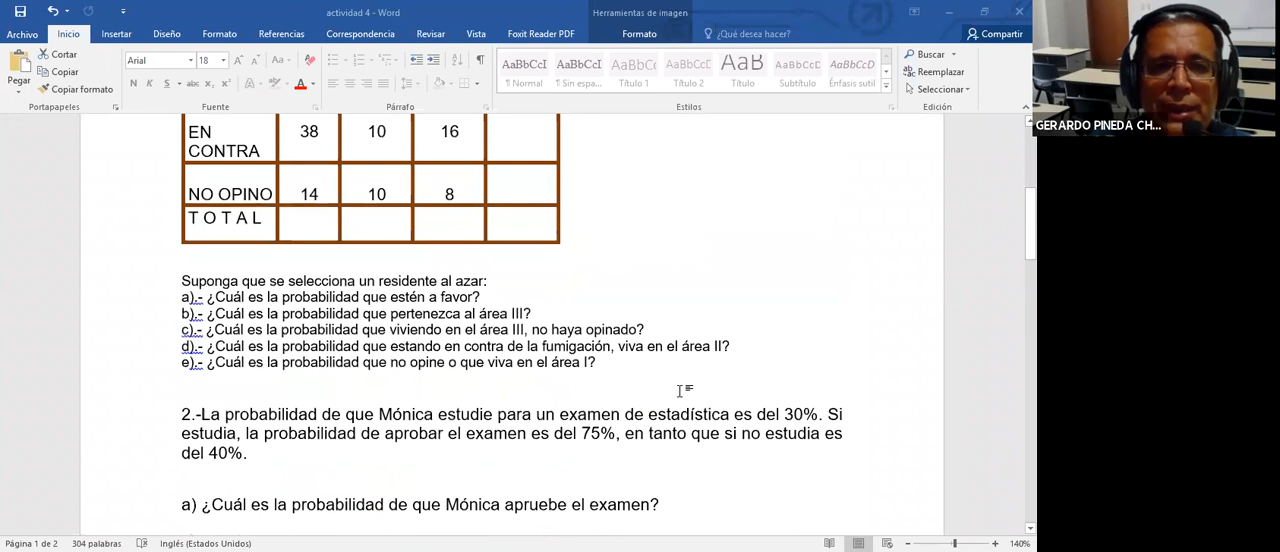 actividad 4 - Word
Herramientas de imagen
Archivo Inicio Insertar Diseño Formato Referencias Correspondencia Revisar Vista Foxit Reader PDF Formato ¿Qué desea hacer? Compartir
Pegar
Cortar
Copiar
Copiar formato
Arial 18
N K S
AaBbCcI AaBbCcI AaBbCcI AaBbCcI AaB AaBbCcI AaBbCcD
¶ Normal ¶ Sin espa... Título 1 Título 2 Título Subtítulo Énfasis sutil
Buscar
Reemplazar
Seleccionar
Portapapeles Fuente Párrafo Estilos Edición
GERARDO PINEDA CH...
EN CONTRA 38 10 16
NO OPINO 14 10 8
T O T A L
Suponga que se selecciona un residente al azar:
a).- ¿Cuál es la probabilidad que estén a favor?
b).- ¿Cuál es la probabilidad que pertenezca al área III?
c).- ¿Cuál es la probabilidad que viviendo en el área III, no haya opinado?
d).- ¿Cuál es la probabilidad que estando en contra de la fumigación, viva en el área II?
e).- ¿Cuál es la probabilidad que no opine o que viva en el área I?
2.-La probabilidad de que Mónica estudie para un examen de estadística es del 30%. Si
estudia, la probabilidad de aprobar el examen es del 75%, en tanto que si no estudia es
del 40%.
a) ¿Cuál es la probabilidad de que Mónica apruebe el examen?
Página 1 de 2 304 palabras Inglés (Estados Unidos) 140%